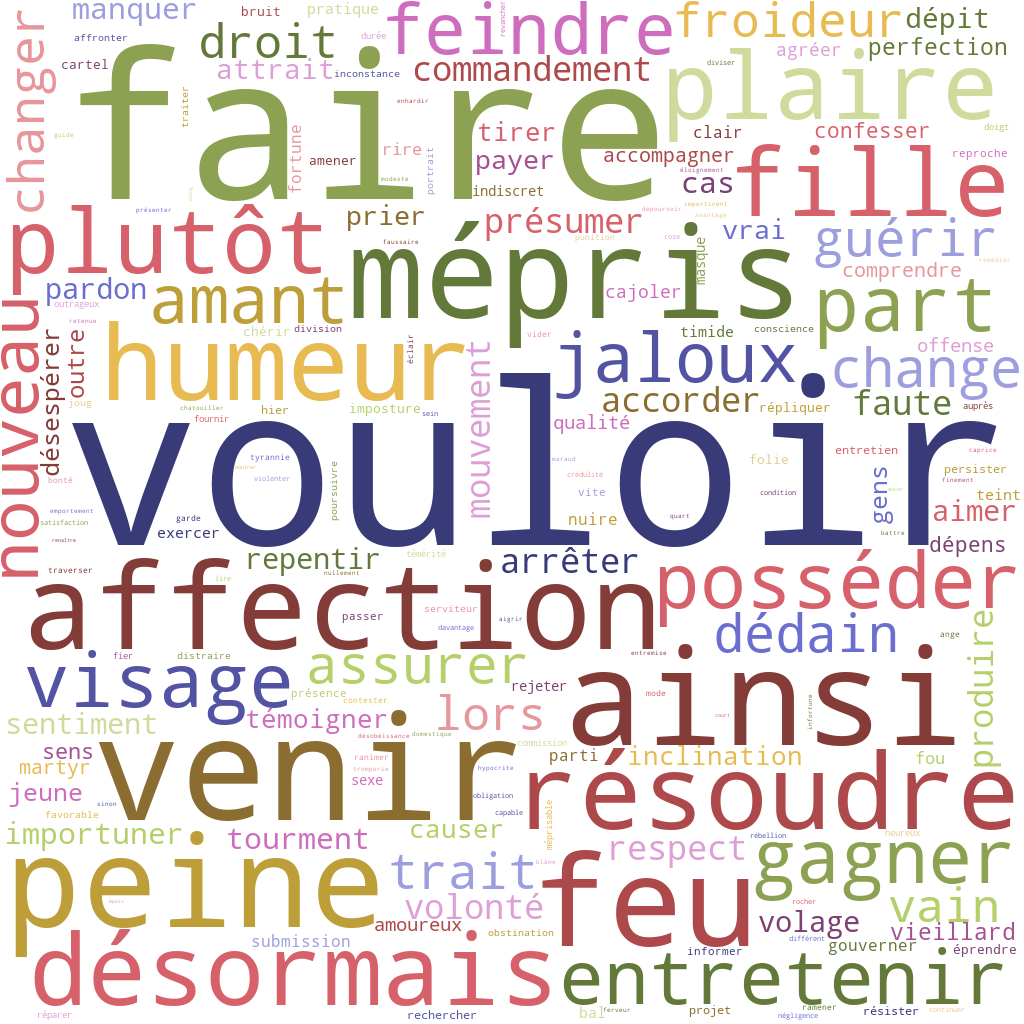 manquer
bruit
pratique
feindre
froideur
dépit
affronter
droit
durée
revancher
agréer
perfection
cartel
attrait
inconstance
commandement
plaire
diviser
changer
faire
traiter
enhardir
guide
fortune
tirer
clair
confesser
doigt
amener
rire
portrait
payer
accompagner
fille
reproche
modeste
indiscret
éloignement
cas
présenter
prier
présumer
dépourvoir
impertinent
avantage
plutôt
faussaire
punition
rose
vrai
guérir
remédier
mépris
masque
comprendre
pardon
amant
cajoler
part
outrageux
nouveau
retenue
outre
chérir
division
vider
timide
conscience
offense
humeur
éclair
jaloux
change
désespérer
joug
chatouiller
hier
imposture
sein
mouvement
accorder
répliquer
faute
auprès
fournir
vouloir
qualité
tyrannie
maraud
folie
entretien
caprice
bonté
violenter
poursuivre
crédulité
gens
persister
finement
emportement
vite
condition
teint
satisfaction
garde
exercer
nuire
quart
aimer
renaître
battre
dépens
repentir
témérité
arrêter
traverser
lire
nullement
affection
posséder
passer
serviteur
davantage
aigrir
dédain
ange
produire
fier
distraire
entremise
visage
assurer
rejeter
mode
ainsi
présence
contester
infortune
sentiment
témoigner
lors
court
désobéissance
domestique
commission
sens
venir
parti
inclination
fou
martyr
ranimer
tromperie
hypocrite
résoudre
jeune
sexe
sinon
obligation
favorable
capable
méprisable
importuner
tourment
causer
rébellion
heureux
respect
peine
trait
blâme
feu
gagner
épais
volonté
rocher
vain
amoureux
obstination
volage
vieillard
submission
différent
gouverner
éprendre
désormais
informer
entretenir
réparer
rechercher
bal
ferveur
projet
négligence
ramener
résister
continuer